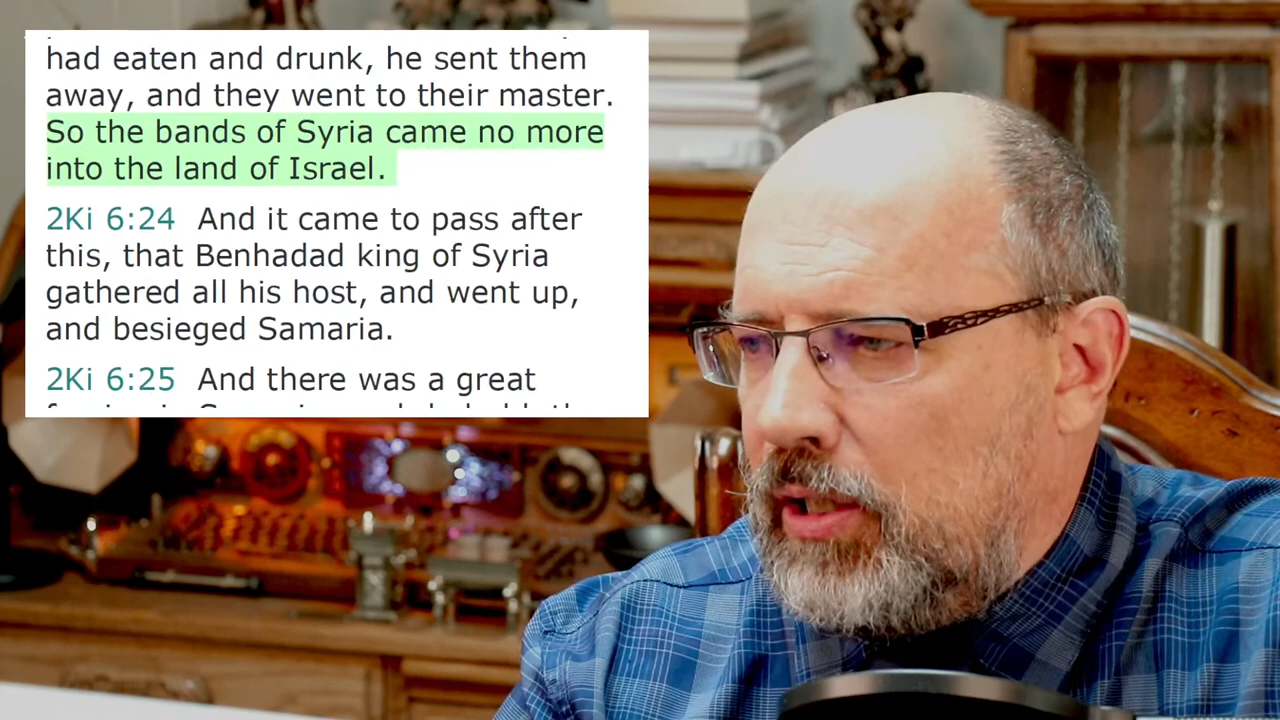 had eaten and drunk, he sent them
away, and they went to their master.
So the bands of Syria came no more
into the land of Israel.
2Ki 6:24 And it came to pass after
this, that Benhadad king of Syria
gathered all his host, and went up,
and besieged Samaria.
2Ki 6:25 And there was a great